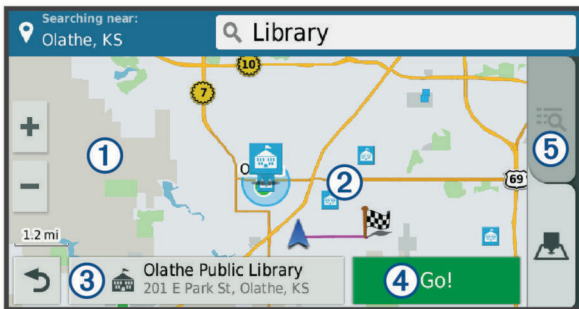 Searching near:
Olathe, KS
Library
10
7
1
5
O
2
69
1.2 mi
3
Olathe Public Library
201 E Park St, Olathe, KS
4
Go!